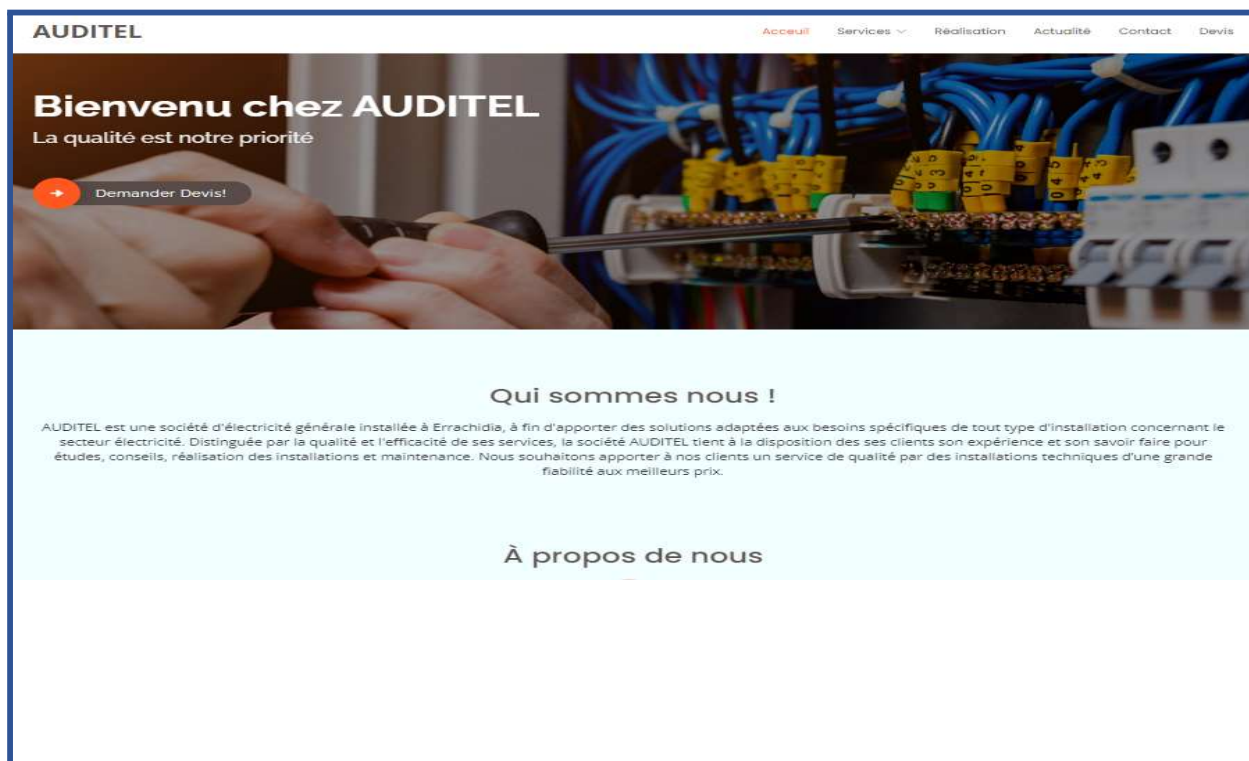 AUDITEL
Acceuil Services Réalisation Actualité Contact Devis
Bienvenu chez AUDITEL
La qualité est notre priorité
Demander Devis!
Qui sommes nous !
AUDITEL est une société d'électricité générale installée à Errachidia, à fin d'apporter des solutions adaptées aux besoins spécifiques de tout type d'installation concernant le
secteur électricité. Distinguée par la qualité et l'efficacité de ses services, la société AUDITEL tient à la disposition des ses clients son expérience et son savoir faire pour
études, conseils, réalisation des installations et maintenance. Nous souhaitons apporter à nos clients un service de qualité par des installations techniques d'une grande
fiabilité aux meilleurs prix.
À propos de nous